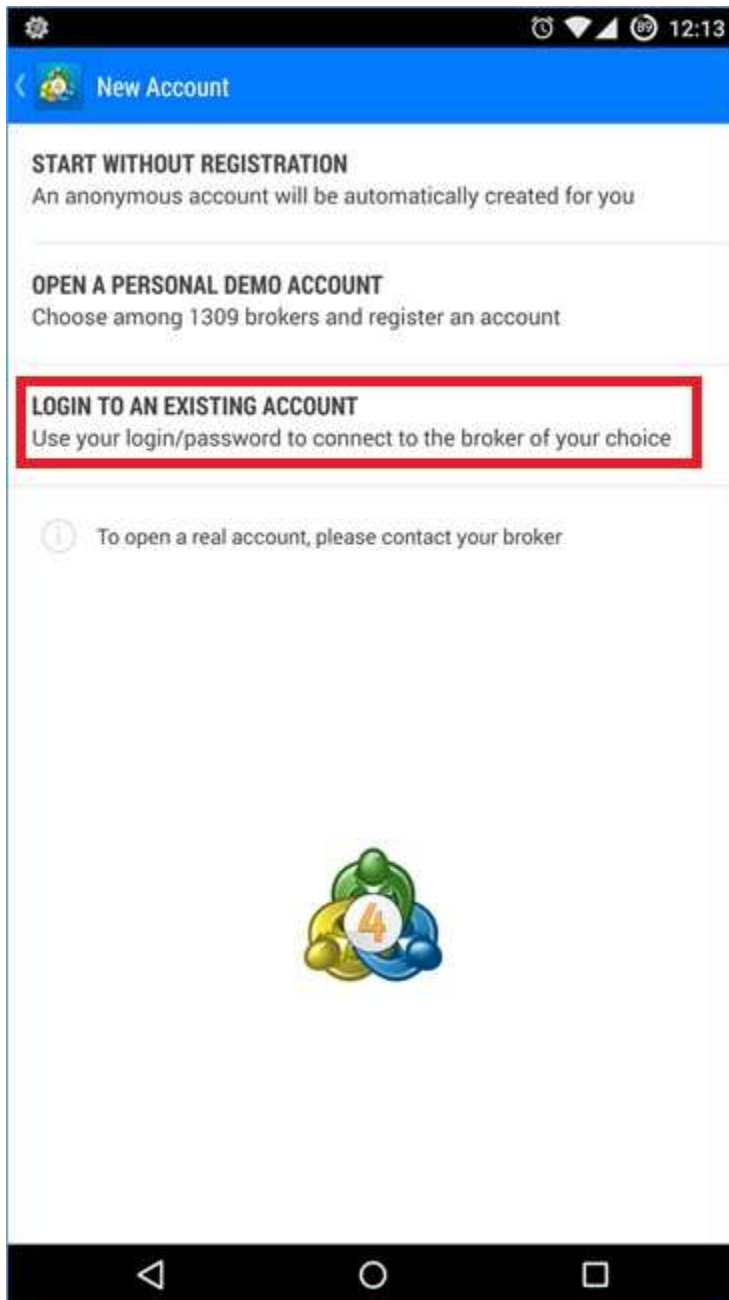 89 12:13
New Account
START WITHOUT REGISTRATION
An anonymous account will be automatically created for you
OPEN A PERSONAL DEMO ACCOUNT
Choose among 1309 brokers and register an account
LOGIN TO AN EXISTING ACCOUNT
Use your login/password to connect to the broker of your choice
To open a real account, please contact your broker
4